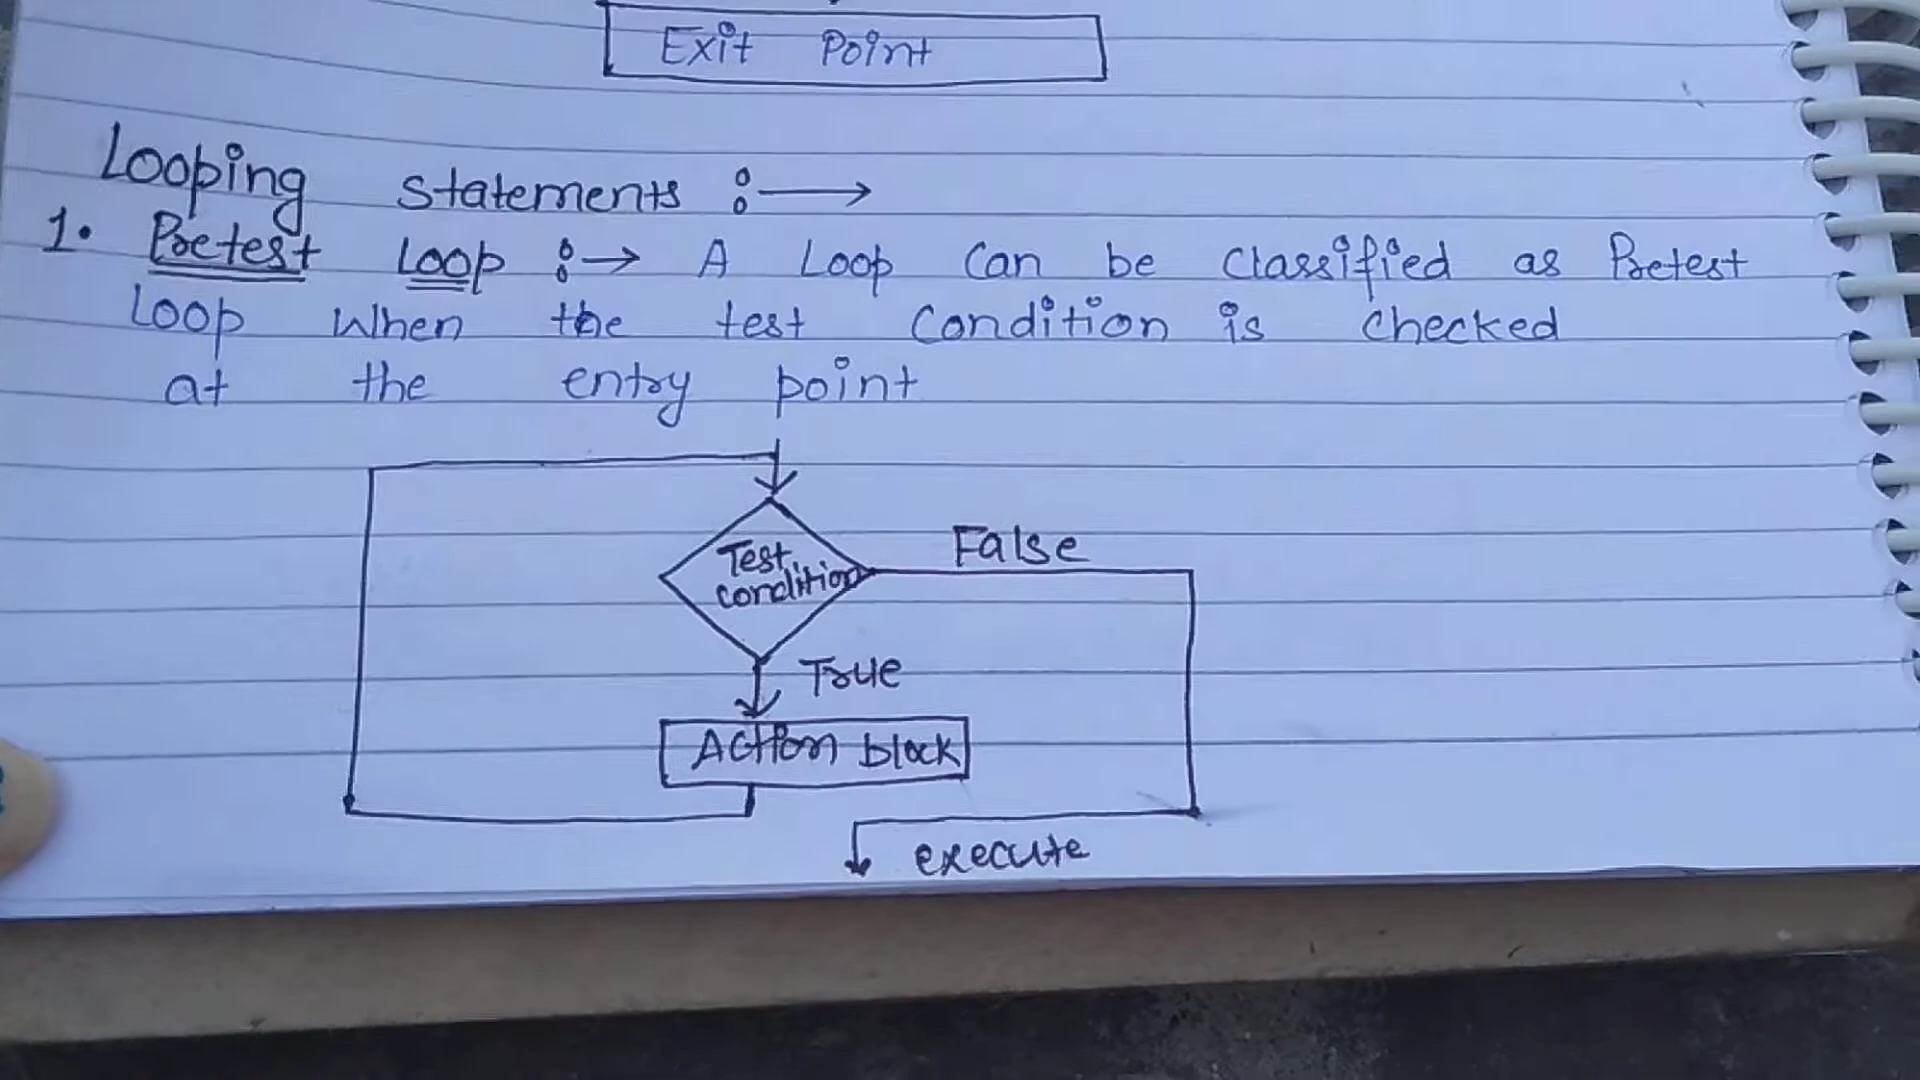 Exit Point
Looping statements :→
1. Pretest Loop :→ A Loop Can be Classified as Pretest
Loop When the test Condition is checked
at the entry point
Test
condition
False
True
Action block
execute